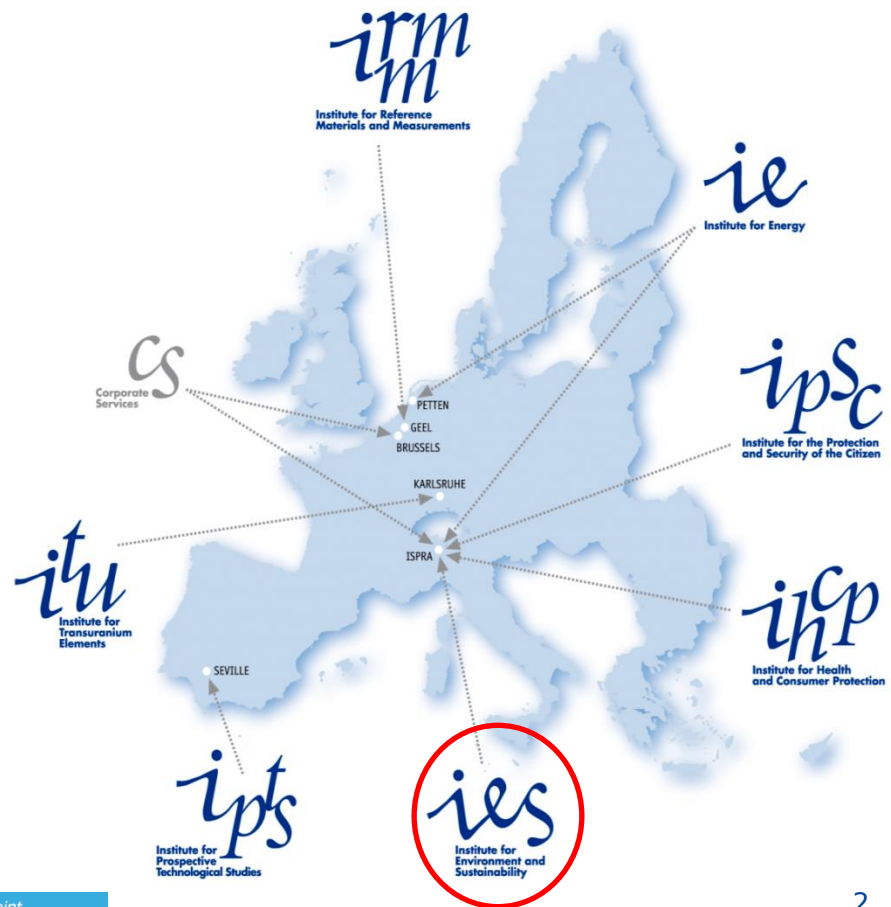 irmm
Institute for Reference
Materials and Measurements
ie
Institute for Energy
cs
Corporate
Services
ipsc
Institute for the Protection
and Security of the Citizen
PETTEN
GEEL
BRUSSELS
KARLSRUHE
ISPRA
itu
Institute for
Transuranium
Elements
ihcp
Institute for Health
and Consumer Protection
SEVILLE
ipts
Institute for
Prospective
Technological Studies
ies
Institute for
Environment and
Sustainability
2